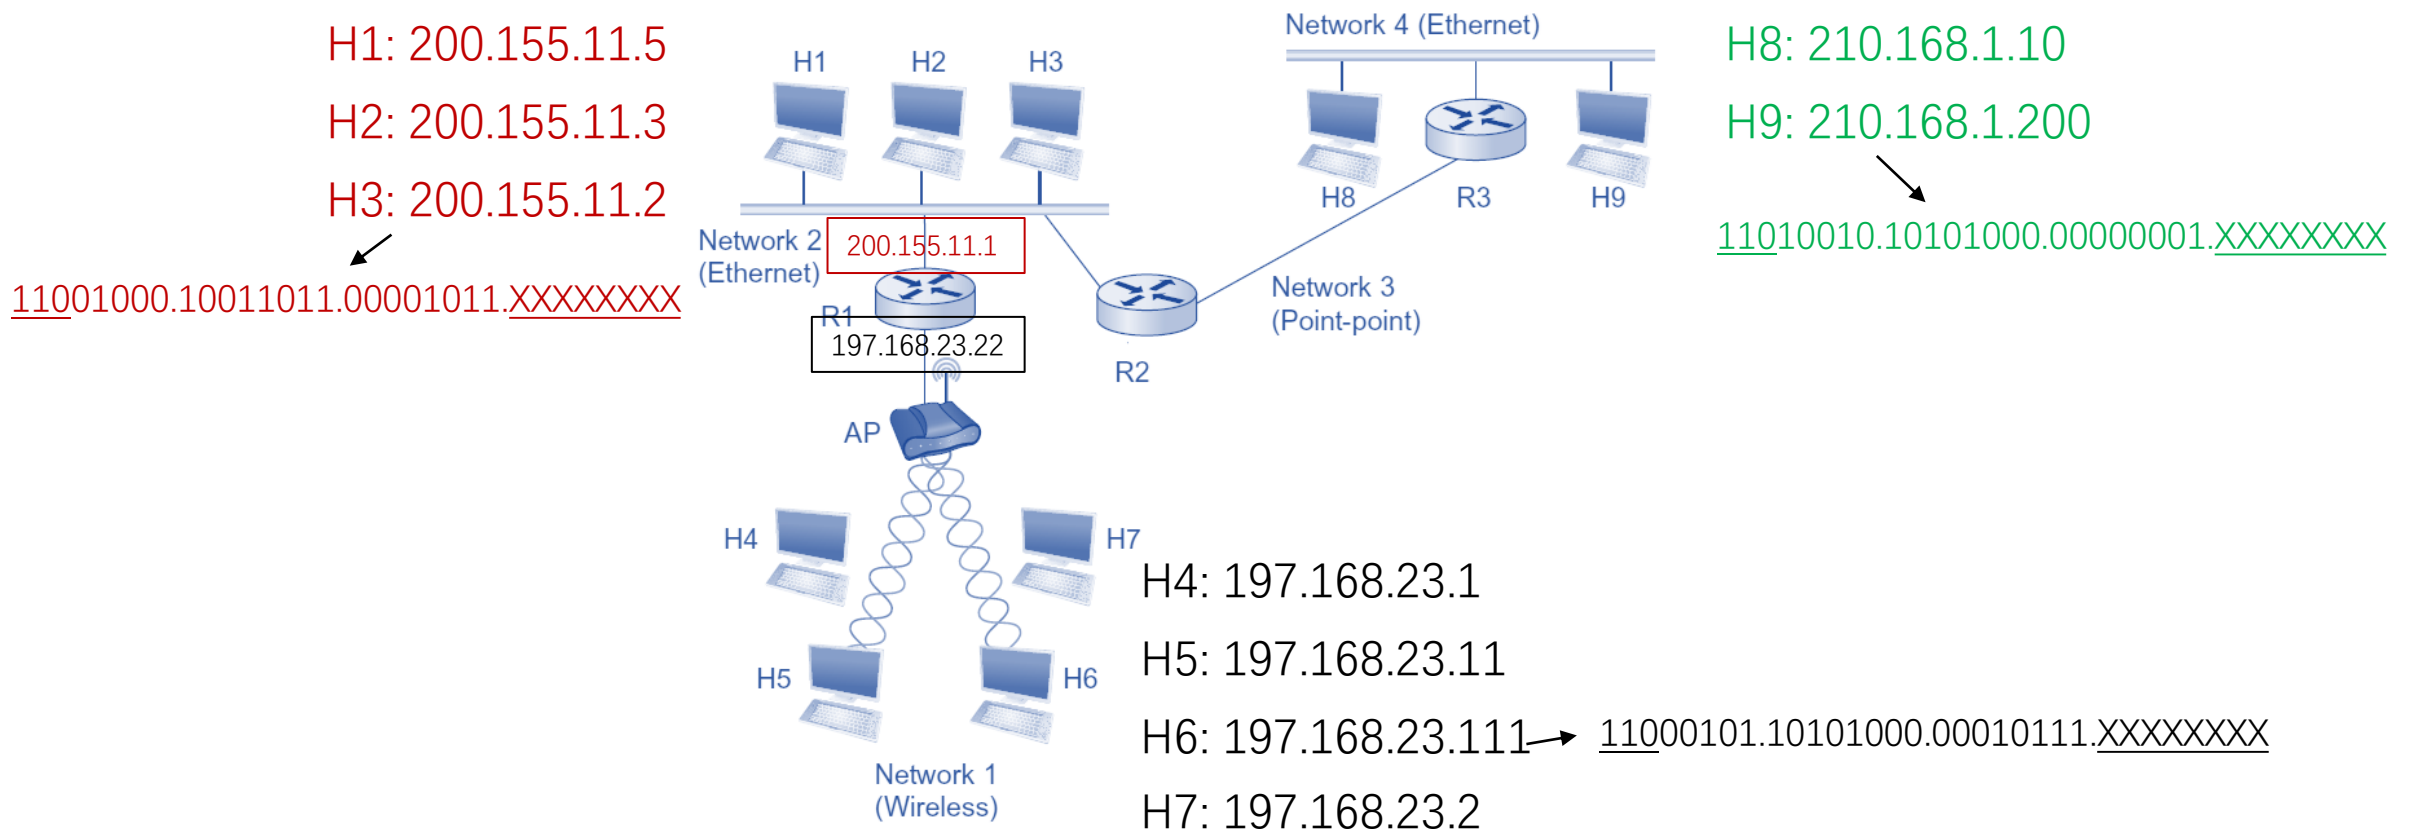 H1: 200.155.11.5
H2: 200.155.11.3
H3: 200.155.11.2
11001000.10011011.00001011.XXXXXXXX
H1
H2
H3
Network 2
(Ethernet)
200.155.11.1
R1
197.168.23.22
AP
R2
Network 3
(Point-point)
Network 4 (Ethernet)
H8
R3
H9
H8: 210.168.1.10
H9: 210.168.1.200
11010010.10101000.00000001.XXXXXXXX
H4
H7
H5
H6
Network 1
(Wireless)
H4: 197.168.23.1
H5: 197.168.23.11
H6: 197.168.23.111
11000101.10101000.00010111.XXXXXXXX
H7: 197.168.23.2